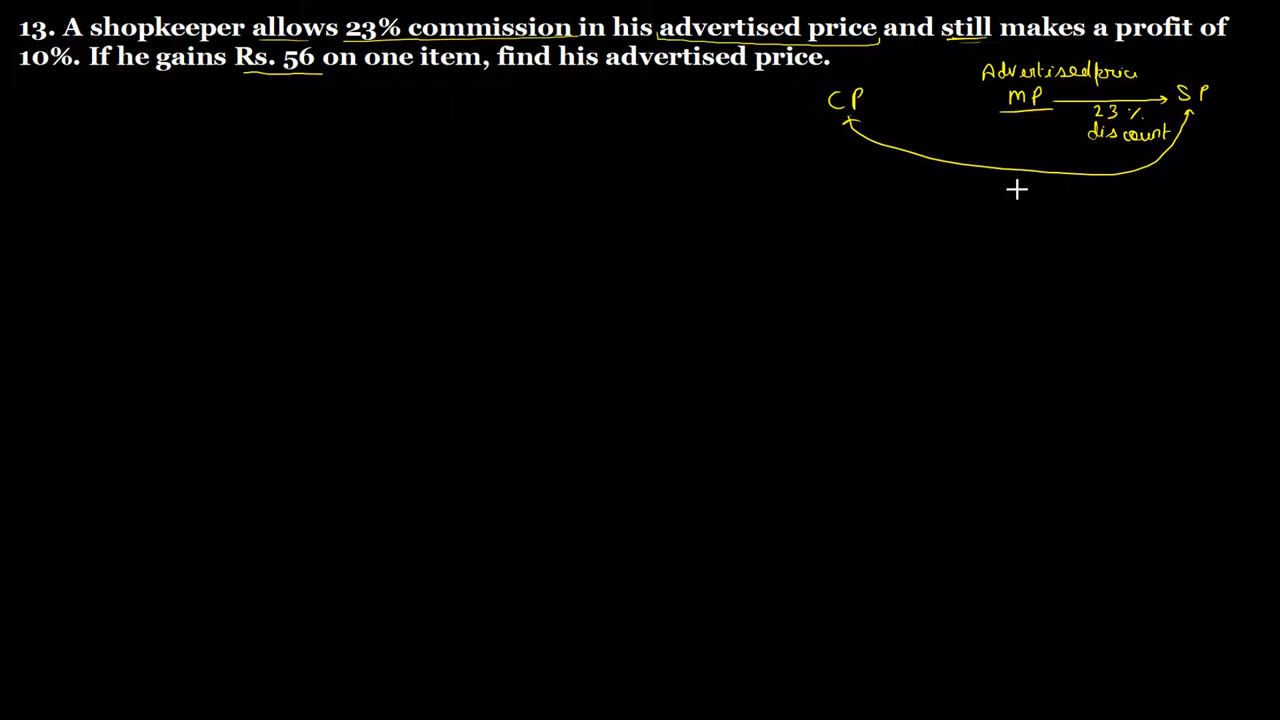 13. A shopkeeper allows 23% commission in his advertised price and still makes a profit of
10%. If he gains Rs. 56 on one item, find his advertised price.
Advertised price
CP MP SP
23 %
discount